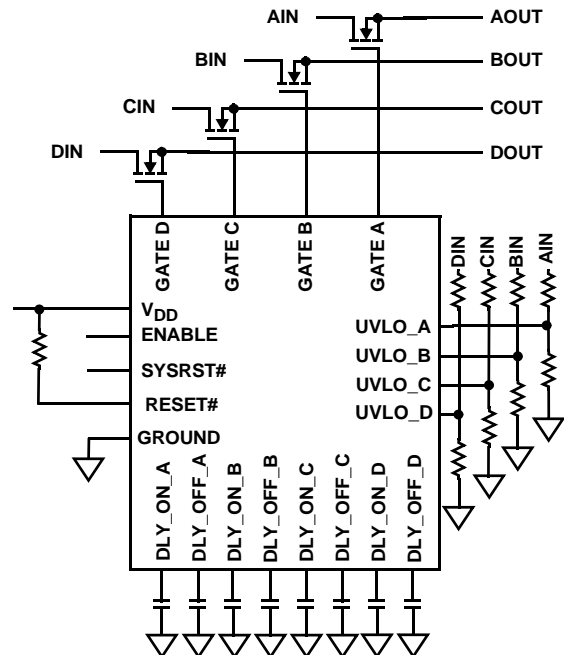 AIN AOUT
BIN BOUT
CIN COUT
DIN DOUT
GATE D
GATE C
GATE B
GATE A
DIN
CIN
BIN
AIN
VDD
ENABLE
SYSRST#
RESET#
GROUND
UVLO_A
UVLO_B
UVLO_C
UVLO_D
DLY_ON_A
DLY_OFF_A
DLY_ON_B
DLY_OFF_B
DLY_ON_C
DLY_OFF_C
DLY_ON_D
DLY_OFF_D